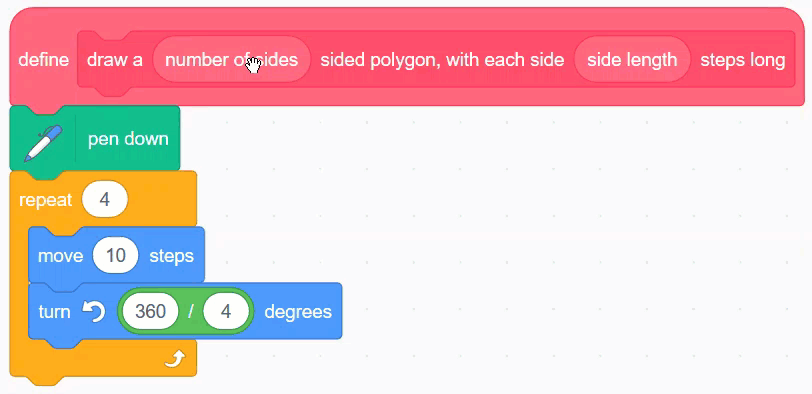 define draw a number of sides sided polygon, with each side side length steps long
pen down
repeat 4
move 10 steps
turn 360 / 4 degrees